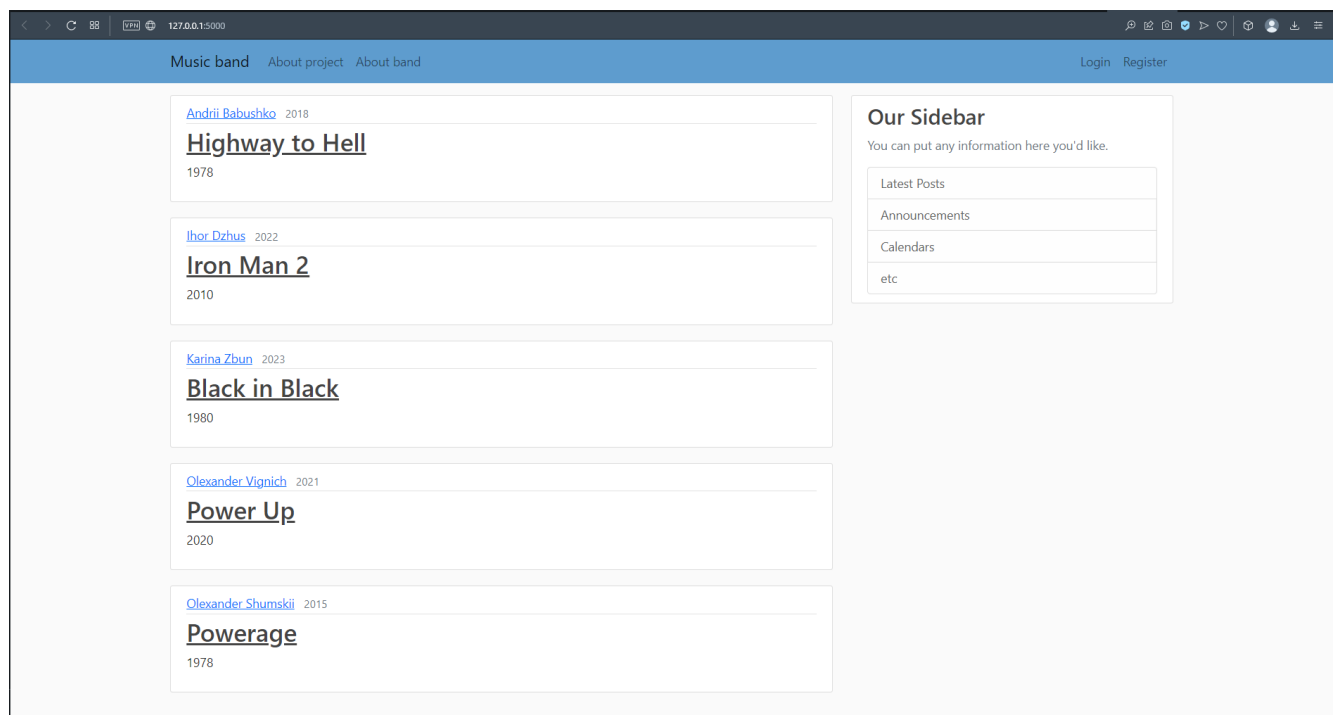 VPN 127.0.0.1:5000
Music band About project About band Login Register
Andrii Babushko 2018
Highway to Hell
1978
Ihor Dzhus 2022
Iron Man 2
2010
Karina Zbun 2023
Black in Black
1980
Olexander Vignich 2021
Power Up
2020
Olexander Shumskii 2015
Powerage
1978
Our Sidebar
You can put any information here you'd like.
Latest Posts
Announcements
Calendars
etc